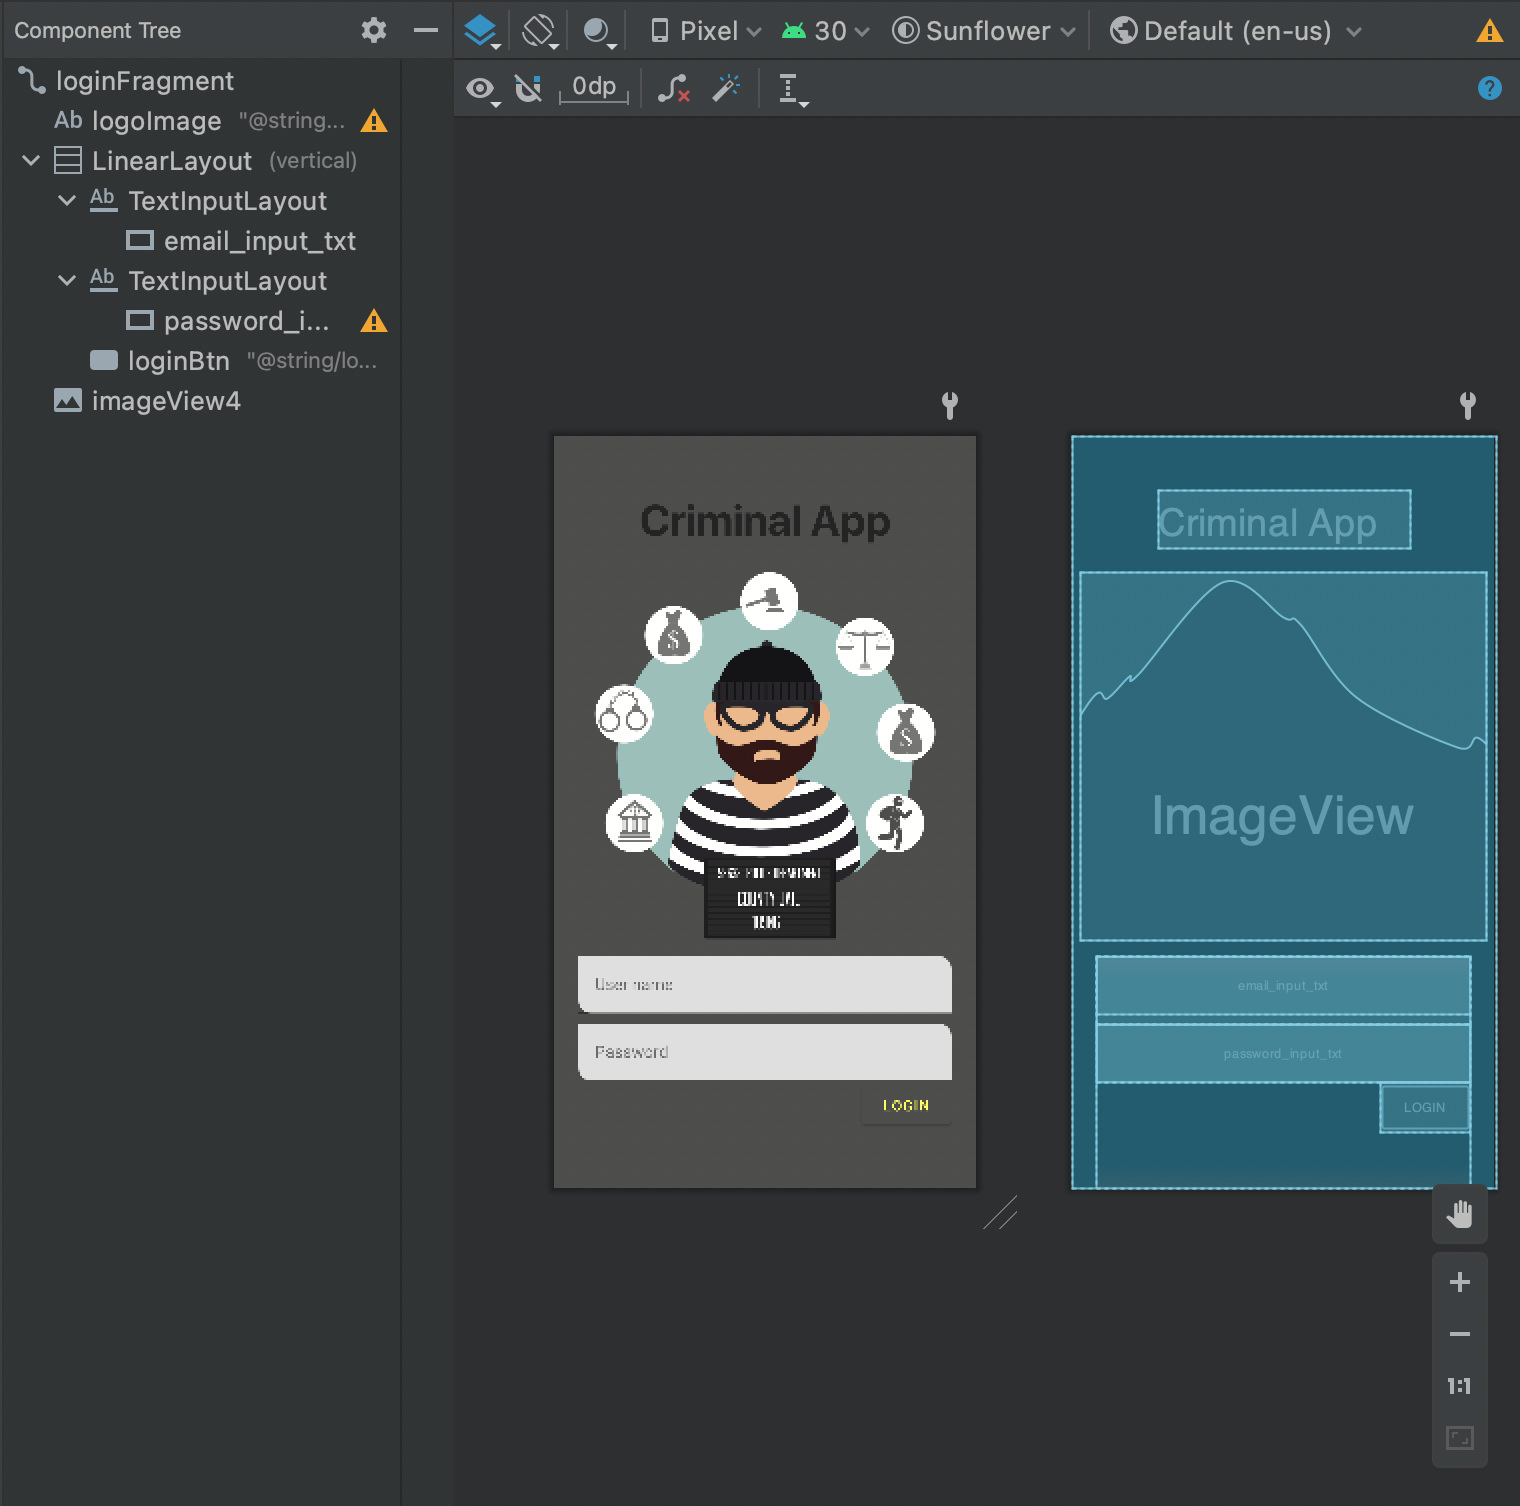 Component Tree
Pixel
30
Sunflower
Default (en-us)
0dp
loginFragment
Ab logoImage "@string...
LinearLayout (vertical)
Ab TextInputLayout
email_input_txt
Ab TextInputLayout
password_i...
loginBtn "@string/lo...
imageView4
Criminal App
$
$
COUNTY JAIL
User name
Password
LOGIN
Criminal App
ImageView
email_input_txt
password_input_txt
LOGIN
1:1